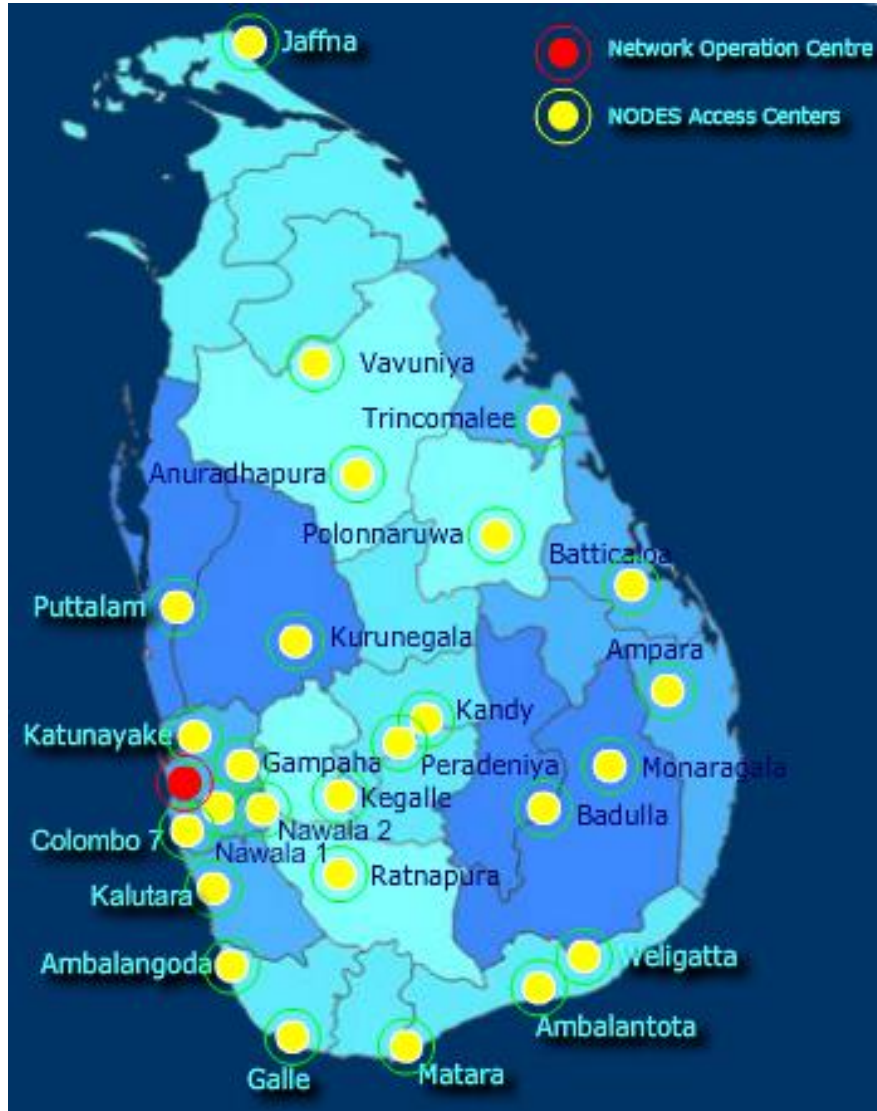 Jaffna
Network Operation Centre
NODES Access Centers
Vavuniya
Trincomalee
Anuradhapura
Polonnaruwa
Batticaloa
Puttalam
Kurunegala
Ampara
Kandy
Katunayake
Gampaha
Peradeniya
Monaragala
Kegalle
Badulla
Nawala 2
Colombo 7
Nawala 1
Ratnapura
Kalutara
Weligatta
Ambalangoda
Ambalantota
Galle
Matara